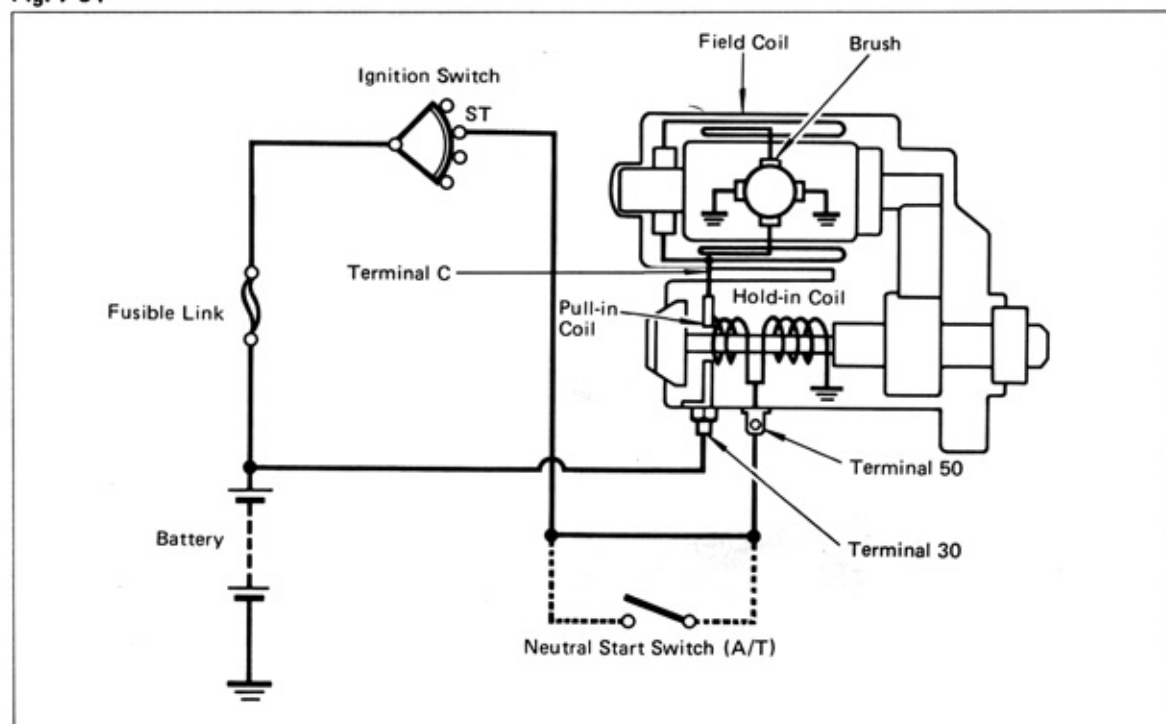 Field Coil
Brush
Ignition Switch
ST
Terminal C
Fusible Link
Pull-in
Coil
Hold-in Coil
Terminal 50
Battery
Terminal 30
Neutral Start Switch (A/T)